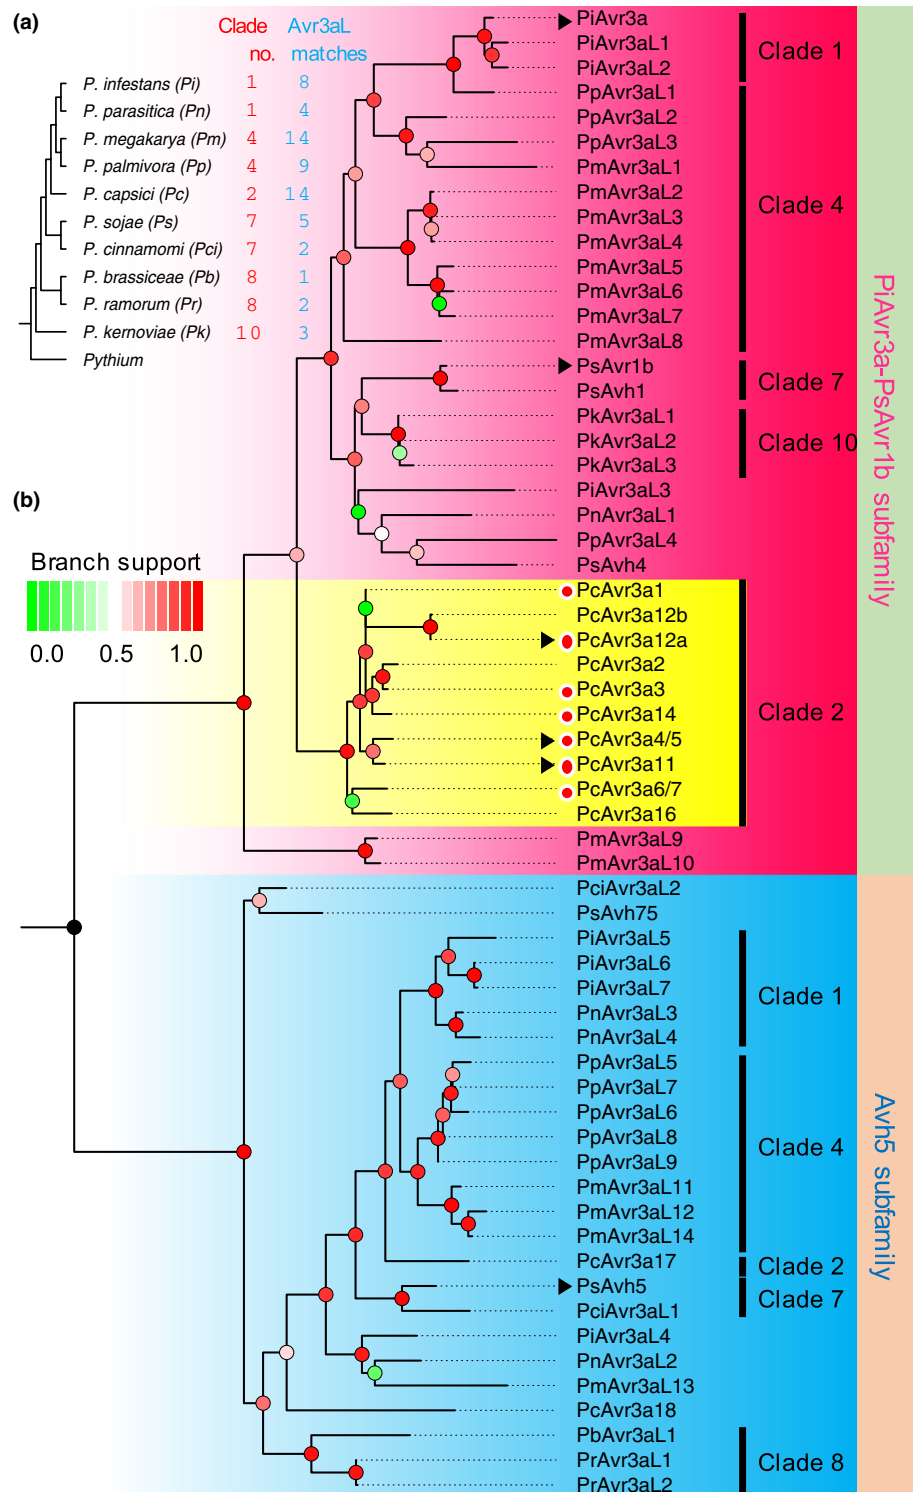 (a)
Clade no.
Avr3aL matches
P. infestans (Pi) 1 8
P. parasitica (Pn) 1 4
P. megakarya (Pm) 4 14
P. palmivora (Pp) 4 9
P. capsici (Pc) 2 14
P. sojae (Ps) 7 5
P. cinnamomi (Pci) 7 2
P. brassiceae (Pb) 8 1
P. ramorum (Pr) 8 2
P. kernoviae (Pk) 10 3
Pythium
(b)
Branch support
0.0 0.5 1.0
PiAvr3a
PiAvr3aL1
PiAvr3aL2
Clade 1
PpAvr3aL1
PpAvr3aL2
PpAvr3aL3
PmAvr3aL1
PmAvr3aL2
PmAvr3aL3
PmAvr3aL4
PmAvr3aL5
PmAvr3aL6
PmAvr3aL7
PmAvr3aL8
Clade 4
PsAvr1b
PsAvh1
Clade 7
PkAvr3aL1
PkAvr3aL2
PkAvr3aL3
Clade 10
PiAvr3aL3
PnAvr3aL1
PpAvr3aL4
PsAvh4
PcAvr3a1
PcAvr3a12b
PcAvr3a12a
PcAvr3a2
PcAvr3a3
PcAvr3a14
PcAvr3a4/5
PcAvr3a11
PcAvr3a6/7
PcAvr3a16
Clade 2
PmAvr3aL9
PmAvr3aL10
PiAvr3a-PsAvr1b subfamily
PciAvr3aL2
PsAvh75
PiAvr3aL5
PiAvr3aL6
PiAvr3aL7
PnAvr3aL3
PnAvr3aL4
Clade 1
PpAvr3aL5
PpAvr3aL7
PpAvr3aL6
PpAvr3aL8
PpAvr3aL9
PmAvr3aL11
PmAvr3aL12
PmAvr3aL14
Clade 4
PcAvr3a17
Clade 2
PsAvh5
PciAvr3aL1
Clade 7
PiAvr3aL4
PnAvr3aL2
PmAvr3aL13
PcAvr3a18
PbAvr3aL1
PrAvr3aL1
PrAvr3aL2
Clade 8
Avh5 subfamily